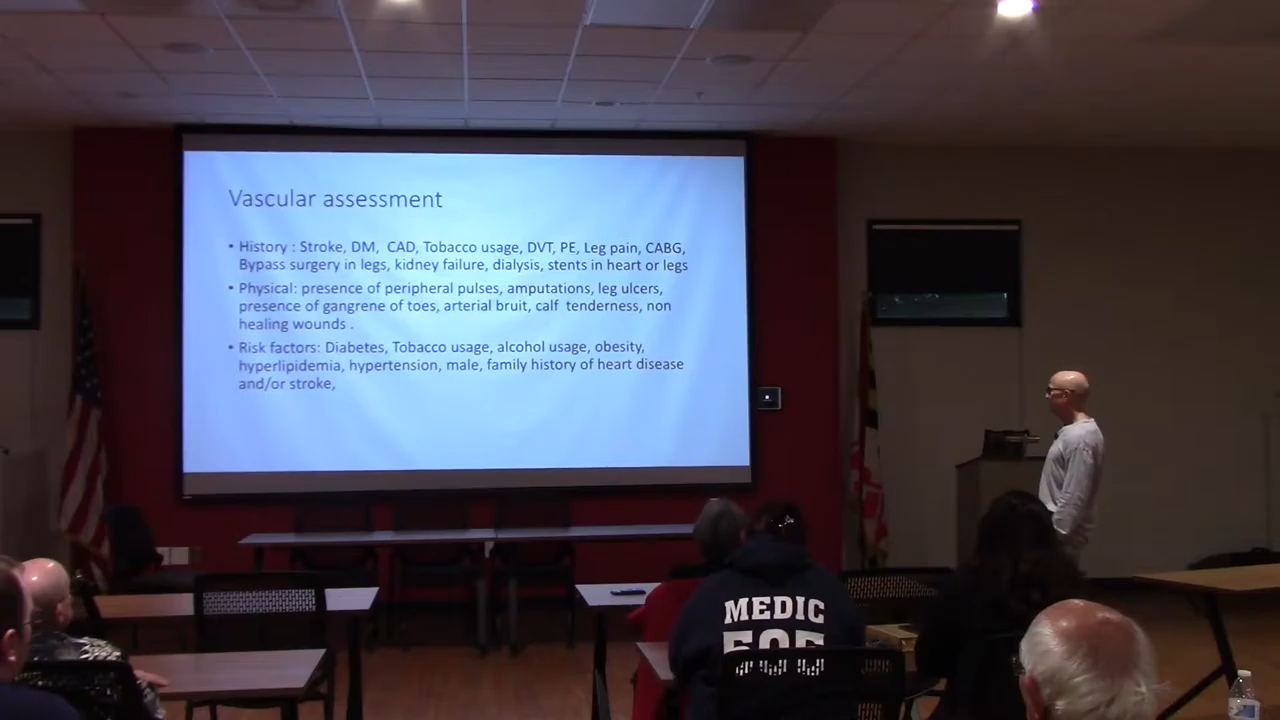 Vascular assessment
• History : Stroke, DM, CAD, Tobacco usage, DVT, PE, Leg pain, CABG,
Bypass surgery in legs, kidney failure, dialysis, stents in heart or legs
• Physical: presence of peripheral pulses, amputations, leg ulcers,
presence of gangrene of toes, arterial bruit, calf tenderness, non
healing wounds .
• Risk factors: Diabetes, Tobacco usage, alcohol usage, obesity,
hyperlipidemia, hypertension, male, family history of heart disease
and/or stroke,
MEDIC